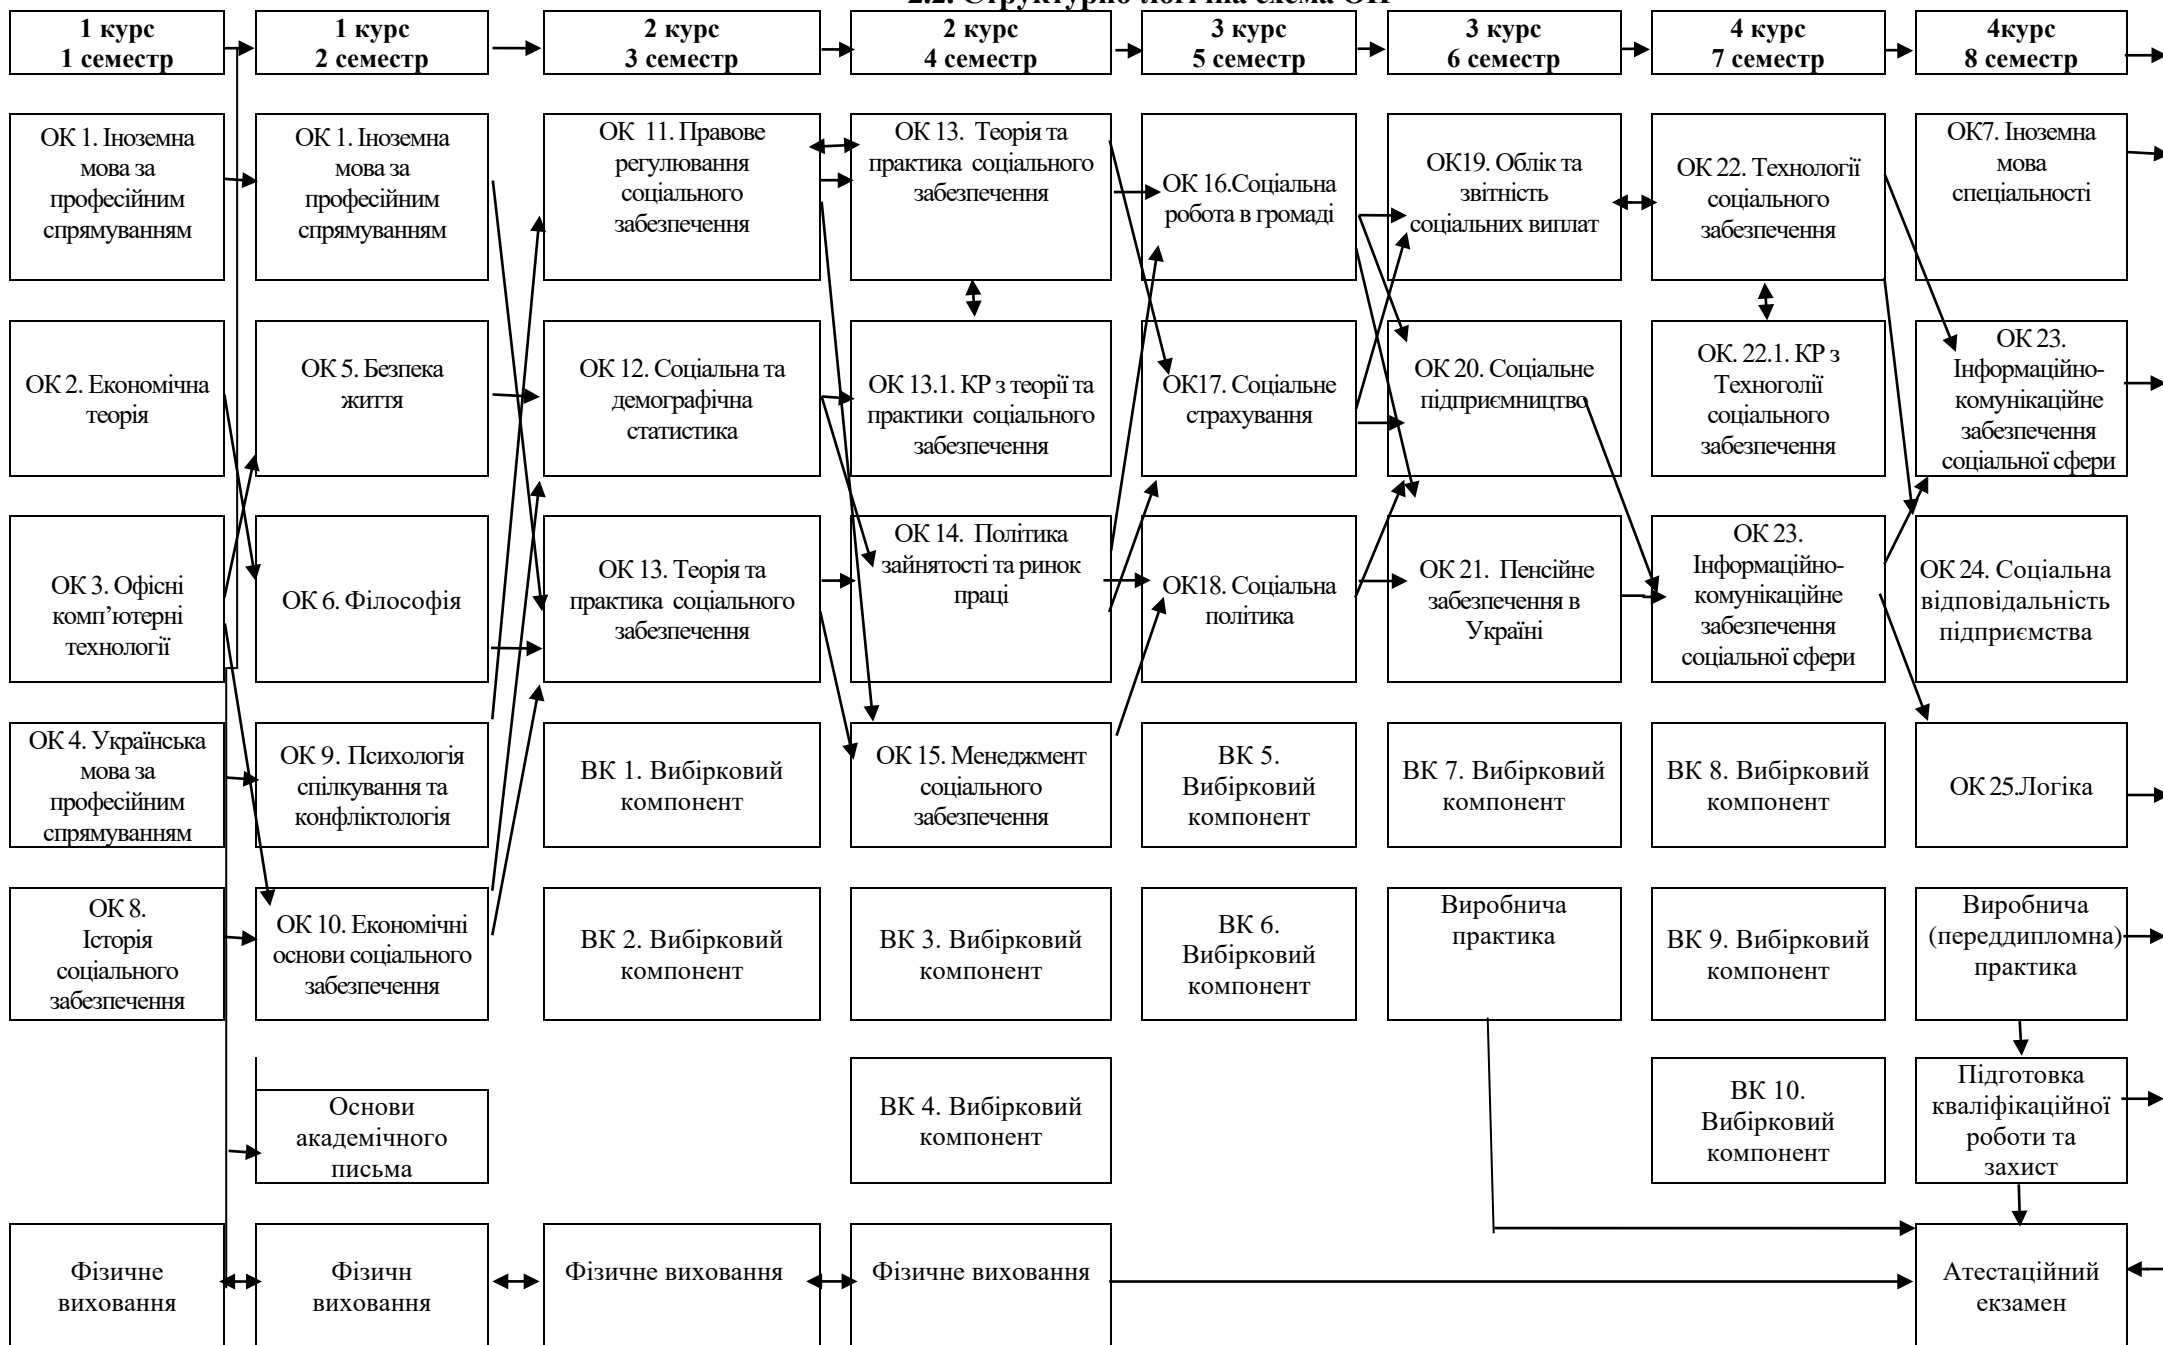 2.2. Структурно-логічна схема ОП
1 курс
1 семестр
1 курс
2 семестр
2 курс
3 семестр
2 курс
4 семестр
3 курс
5 семестр
3 курс
6 семестр
4 курс
7 семестр
4курс
8 семестр
ОК 1. Іноземна
мова за
професійним
спрямуванням
ОК 1. Іноземна
мова за
професійним
спрямуванням
ОК 11. Правове
регулювання
соціального
забезпечення
ОК 13. Теорія та
практика соціального
забезпечення
ОК 16.Соціальна
робота в громаді
ОК19. Облік та
звітність
соціальних виплат
ОК 22. Технології
соціального
забезпечення
ОК7. Іноземна
мова
спеціальності
ОК 2. Економічна
теорія
ОК 5. Безпека
життя
ОК 12. Соціальна та
демографічна
статистика
ОК 13.1. КР з теорії та
практики соціального
забезпечення
ОК17. Соціальне
страхування
ОК 20. Соціальне
підприємництво
ОК. 22.1. КР з
Техноголії
соціального
забезпечення
ОК 23.
Інформаційно-
комунікаційне
забезпечення
соціальної сфери
ОК 3. Офісні
комп’ютерні
технології
ОК 6. Філософія
ОК 13. Теорія та
практика соціального
забезпечення
ОК 14. Політика
зайнятості та ринок
праці
ОК18. Соціальна
політика
ОК 21. Пенсійне
забезпечення в
Україні
ОК 23.
Інформаційно-
комунікаційне
забезпечення
соціальної сфери
ОК 24. Соціальна
відповідальність
підприємства
ОК 4. Українська
мова за
професійним
спрямуванням
ОК 9. Психологія
спілкування та
конфліктологія
ВК 1. Вибірковий
компонент
ОК 15. Менеджмент
соціального
забезпечення
ВК 5.
Вибірковий
компонент
ВК 7. Вибірковий
компонент
ВК 8. Вибірковий
компонент
ОК 25.Логіка
ОК 8.
Історія
соціального
забезпечення
ОК 10. Економічні
основи соціального
забезпечення
ВК 2. Вибірковий
компонент
ВК 3. Вибірковий
компонент
ВК 6.
Вибірковий
компонент
Виробнича
практика
ВК 9. Вибірковий
компонент
Виробнича
(переддипломна)
практика
Основи
академічного
письма
ВК 4. Вибірковий
компонент
ВК 10.
Вибірковий
компонент
Підготовка
кваліфікаційної
роботи та
захист
Фізичне
виховання
Фізичн
виховання
Фізичне виховання
Фізичне виховання
Атестаційний
екзамен